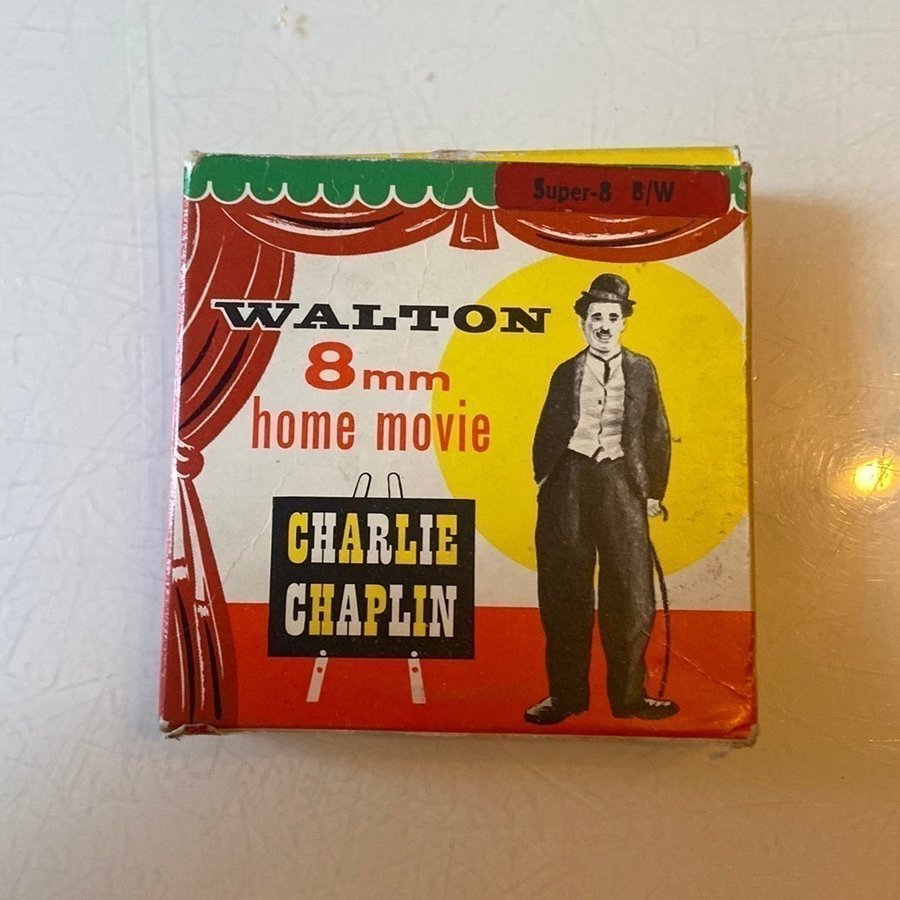 Super-8 B/W
WALTON
8mm
home movie
CHARLIE
CHAPLIN